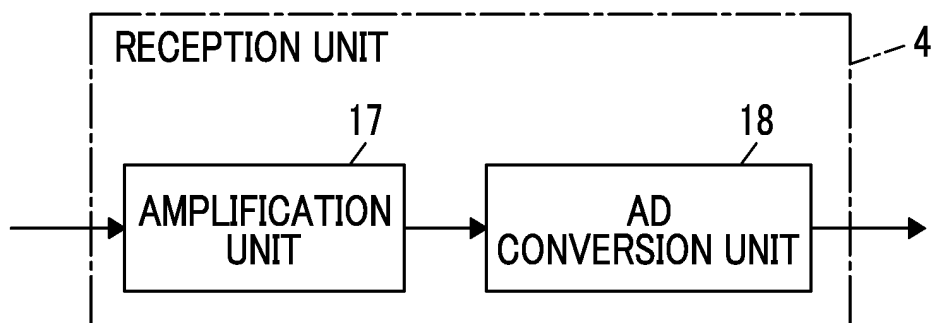 RECEPTION UNIT
4
17
18
AMPLIFICATION
UNIT
AD
CONVERSION UNIT